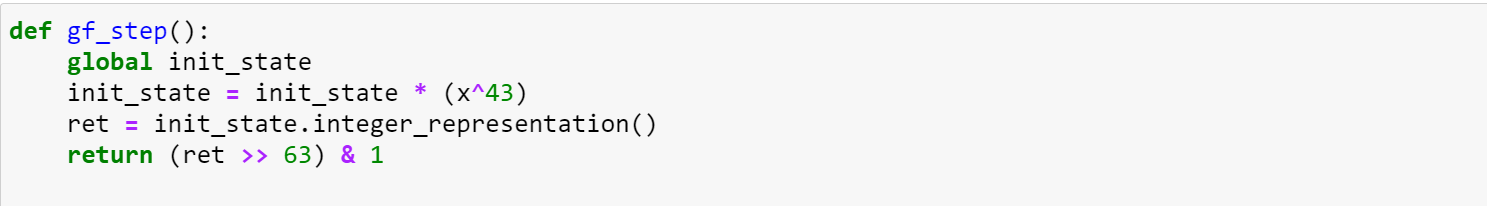 def gf_step():
    global init_state
    init_state = init_state * (x^43)
    ret = init_state.integer_representation()
    return (ret >> 63) & 1